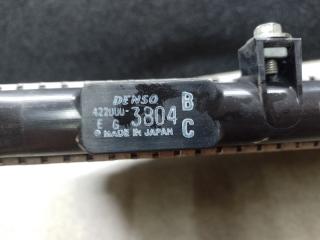 DENSO B
422000-3804
E G C
MADE IN JAPAN